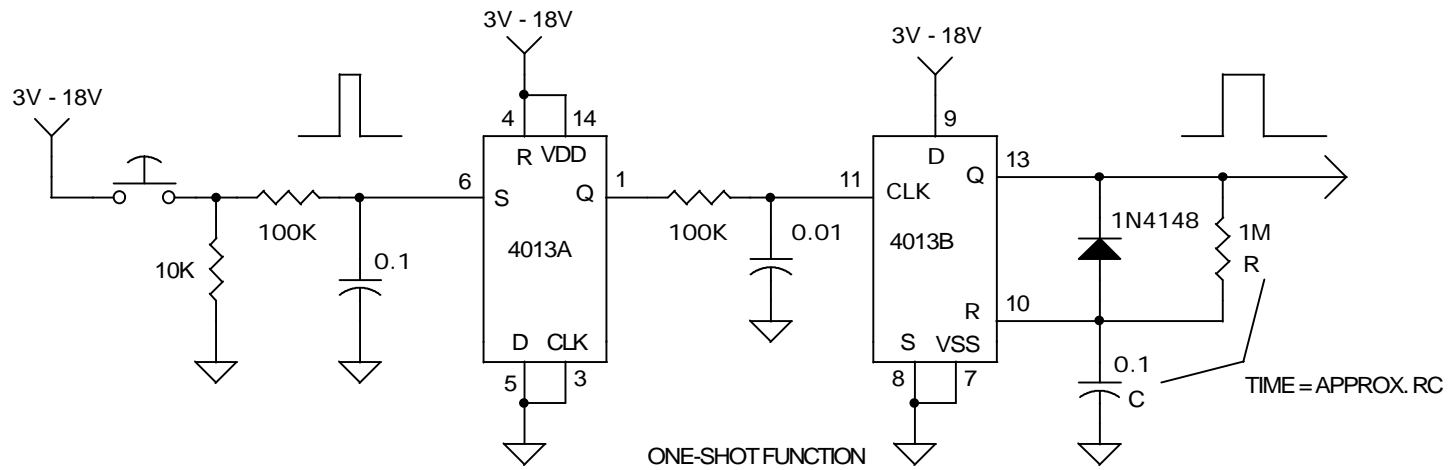 3V - 18V
3V - 18V
3V - 18V
4
14
9
R
VDD
D
13
6
S
Q
1
11
CLK
Q
100K
100K
0.01
1N4148
1M
R
10K
0.1
4013A
4013B
R
10
D
CLK
S
VSS
5
3
8
7
0.1
C
TIME = APPROX. RC
ONE-SHOT FUNCTION